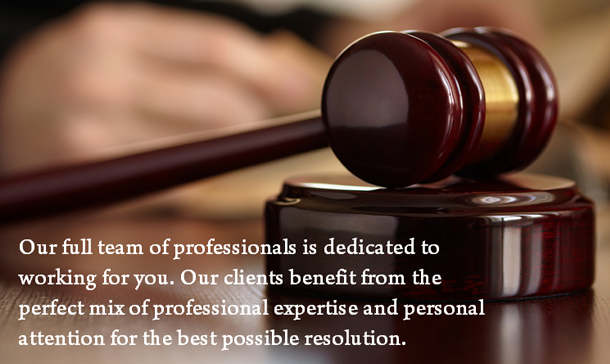 Our full team of professionals is dedicated to
working for you. Our clients benefit from the
perfect mix of professional expertise and personal
attention for the best possible resolution.